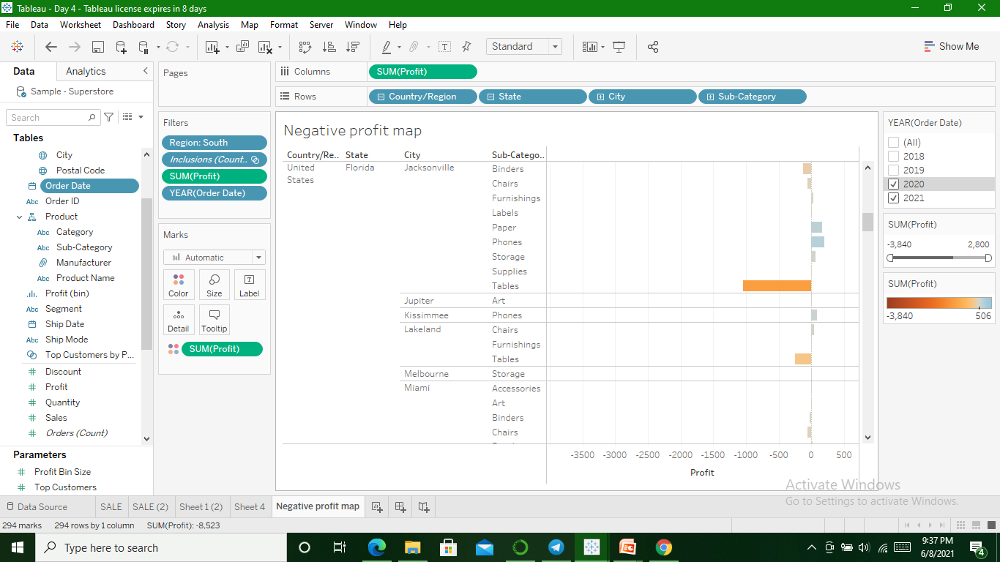 Tableau - Day 4 - Tableau license expires in 8 days
File Data Worksheet Dashboard Story Analysis Map Format Server Window Help
Standard
Show Me
Data Analytics
Sample - Superstore
Search
Tables
City
Postal Code
Order Date
Abc Order ID
Product
Abc Category
Abc Sub-Category
Manufacturer
Abc Product Name
Profit (bin)
Abc Segment
Ship Date
Abc Ship Mode
Top Customers by P...
# Discount
# Profit
# Quantity
# Sales
# Orders (Count)
Parameters
# Profit Bin Size
# Top Customers
Pages
Filters
Region: South
Inclusions (Count..
SUM(Profit)
YEAR(Order Date)
Marks
Automatic
Color Size Label
Detail Tooltip
SUM(Profit)
Columns SUM(Profit)
Rows Country/Region State City Sub-Category
Negative profit map
Country/Re.. State City Sub-Catego..
United States Florida Jacksonville Binders
Chairs
Furnishings
Labels
Paper
Phones
Storage
Supplies
Tables
Jupiter Art
Kissimmee Phones
Lakeland Chairs
Furnishings
Tables
Melbourne Storage
Miami Accessories
Art
Binders
Chairs
-3500 -3000 -2500 -2000 -1500 -1000 -500 0 500
Profit
YEAR(Order Date)
(All)
2018
2019
2020
2021
SUM(Profit)
-3,840 2,800
SUM(Profit)
-3,840 506
Activate Windows
Go to Settings to activate Windows.
Data Source SALE SALE (2) Sheet 1 (2) Sheet 4 Negative profit map
294 marks 294 rows by 1 column SUM(Profit): -8,523
Type here to search
9:37 PM
6/8/2021
4